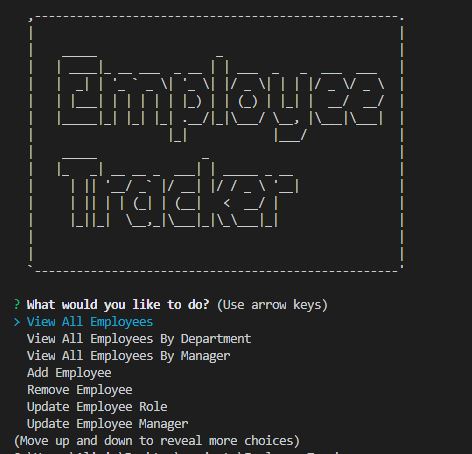 Employee
Tracker
? What would you like to do? (Use arrow keys)
> View All Employees
View All Employees By Department
View All Employees By Manager
Add Employee
Remove Employee
Update Employee Role
Update Employee Manager
(Move up and down to reveal more choices)